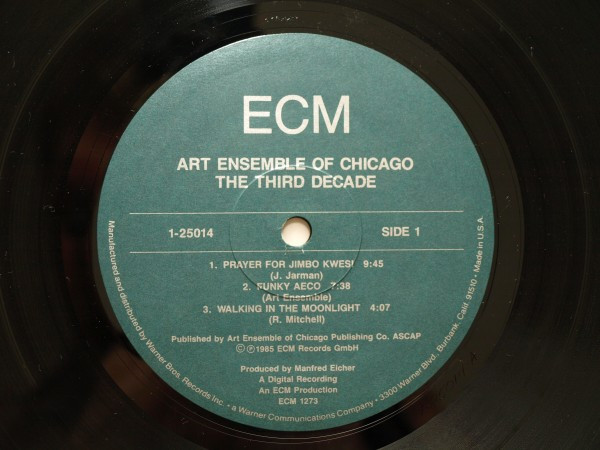 ECM
ART ENSEMBLE OF CHICAGO
THE THIRD DECADE
1-25014
SIDE 1
1. PRAYER FOR JIMBO KWESI 9:45
(J. Jarman)
2. FUNKY AECO 7:38
(Art Ensemble)
3. WALKING IN THE MOONLIGHT 4:07
(R. Mitchell)
Published by Art Ensemble of Chicago Publishing Co. ASCAP
©℗1985 ECM Records GmbH
Produced by Manfred Eicher
A Digital Recording
An ECM Production
ECM 1273
Manufactured and distributed by Warner Bros. Records Inc. • a Warner Communications Company • 3300 Warner Blvd., Burbank, Calif. 91510 • Made in U.S.A.